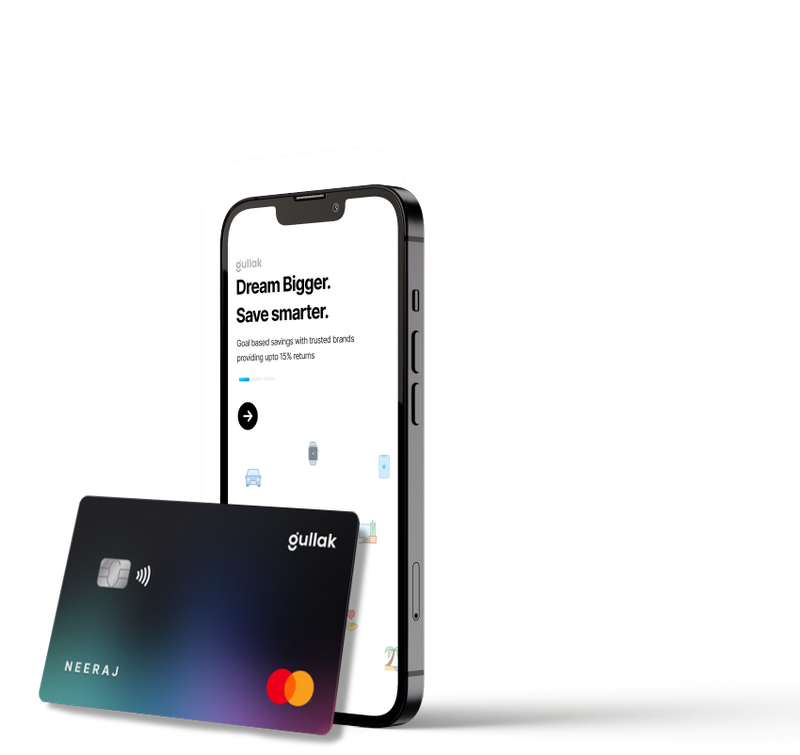 gullak
Dream Bigger.
Save smarter.
Goal based savings with trusted brands
providing upto 15% returns
gullak
NEERAJ